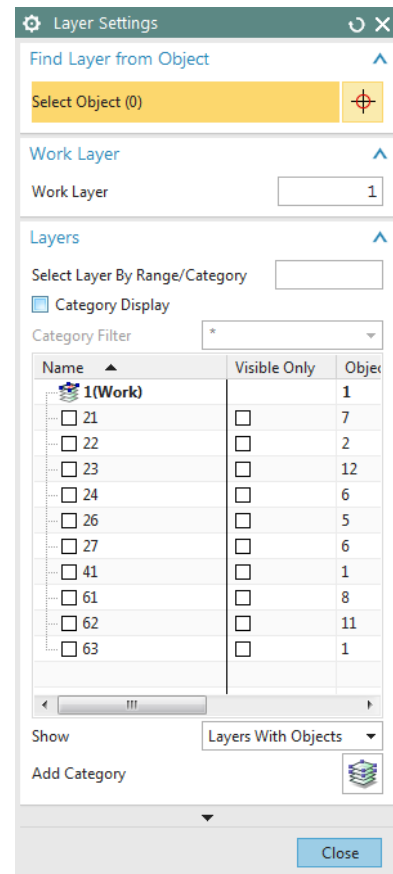 Layer Settings
Find Layer from Object
Select Object (0)
Work Layer
Work Layer 1
Layers
Select Layer By Range/Category
Category Display
Category Filter *
Name Visible Only Objec
1(Work) 1
21 7
22 2
23 12
24 6
26 5
27 6
41 1
61 8
62 11
63 1
Show Layers With Objects
Add Category
Close